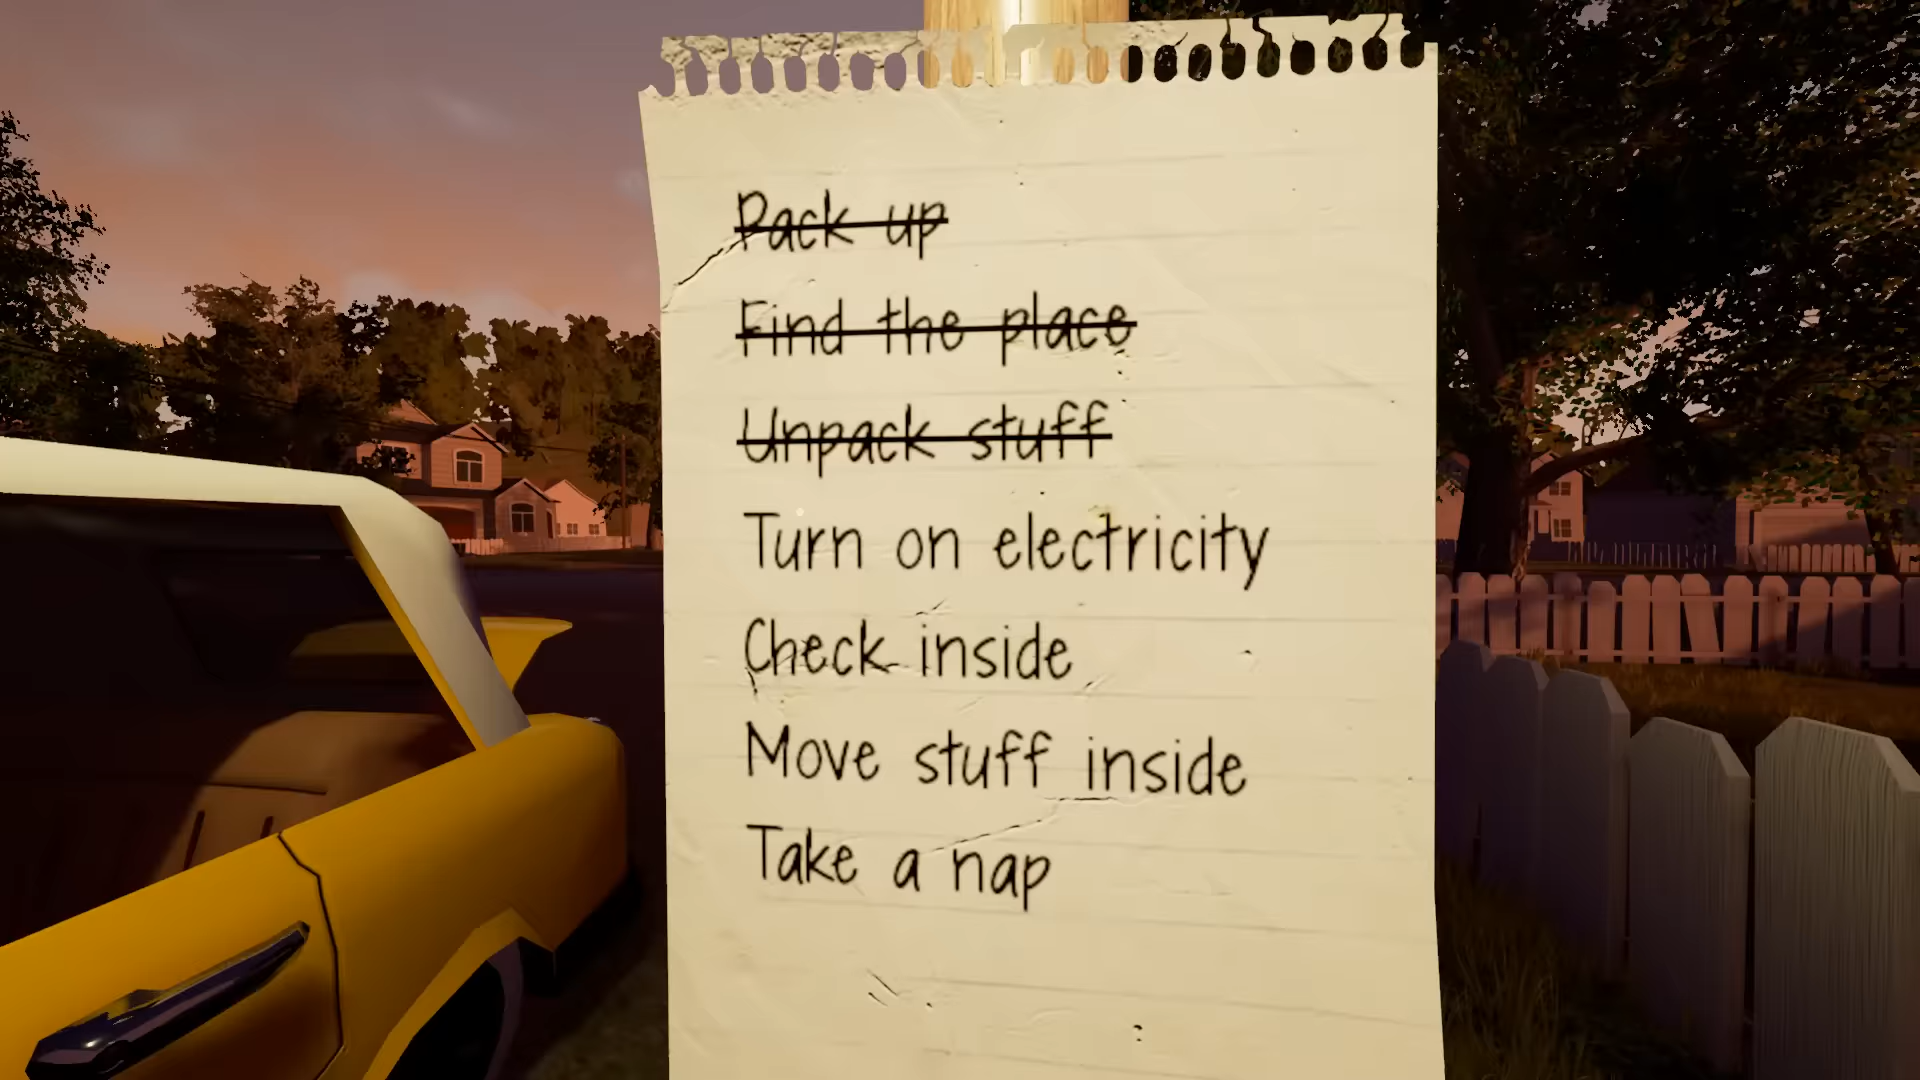 Pack up
Find the place
Unpack stuff
Turn on electricity
Check inside
Move stuff inside
Take a nap